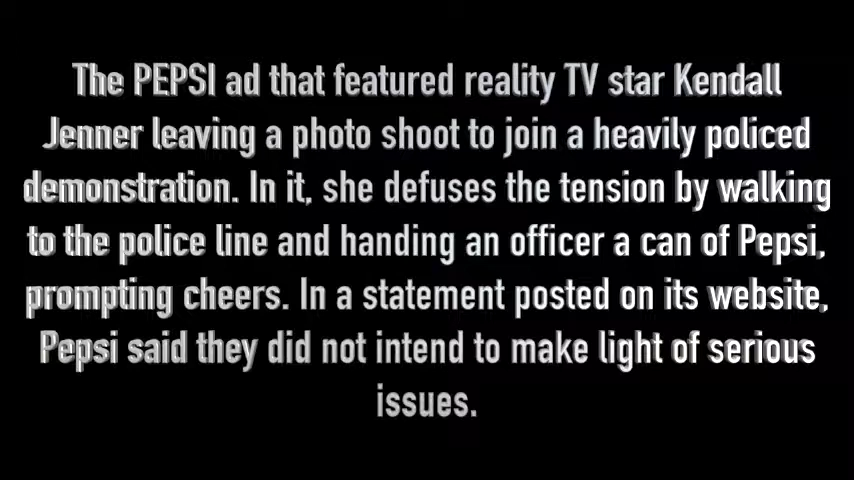 The PEPSI ad that featured reality TV star Kendall
Jenner leaving a photo shoot to join a heavily policed
demonstration. In it, she defuses the tension by walking
to the police line and handing an officer a can of Pepsi,
prompting cheers. In a statement posted on its website,
Pepsi said they did not intend to make light of serious
issues.